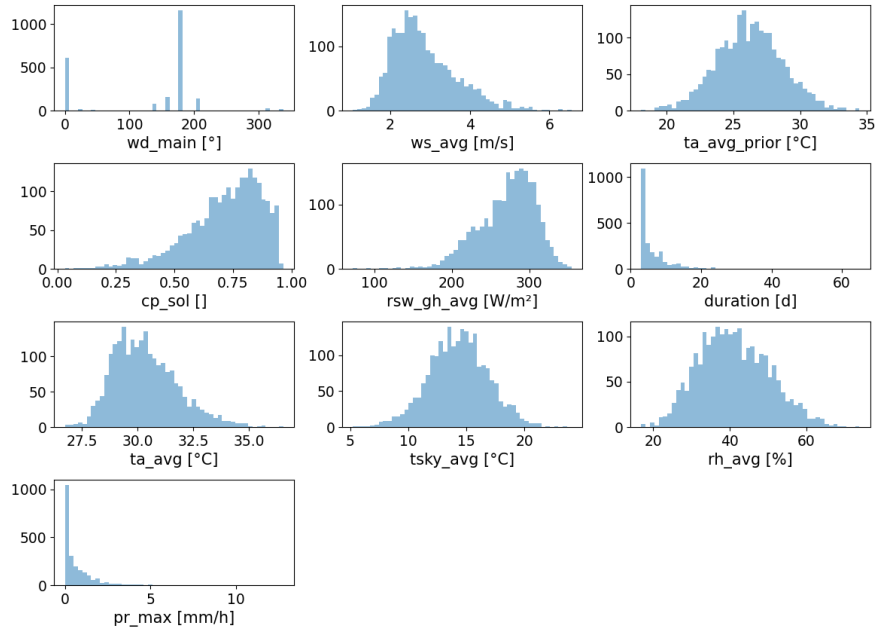 1000
500
0
0 100 200 300
wd_main [°]
100
0
2 4 6
ws_avg [m/s]
100
50
0
20 25 30 35
ta_avg_prior [°C]
100
50
0
0.00 0.25 0.50 0.75 1.00
cp_sol []
100
0
100 200 300
rsw_gh_avg [W/m²]
1000
500
0
0 20 40 60
duration [d]
100
50
0
27.5 30.0 32.5 35.0
ta_avg [°C]
100
50
0
5 10 15 20
tsky_avg [°C]
100
50
0
20 40 60
rh_avg [%]
1000
500
0
0 5 10
pr_max [mm/h]